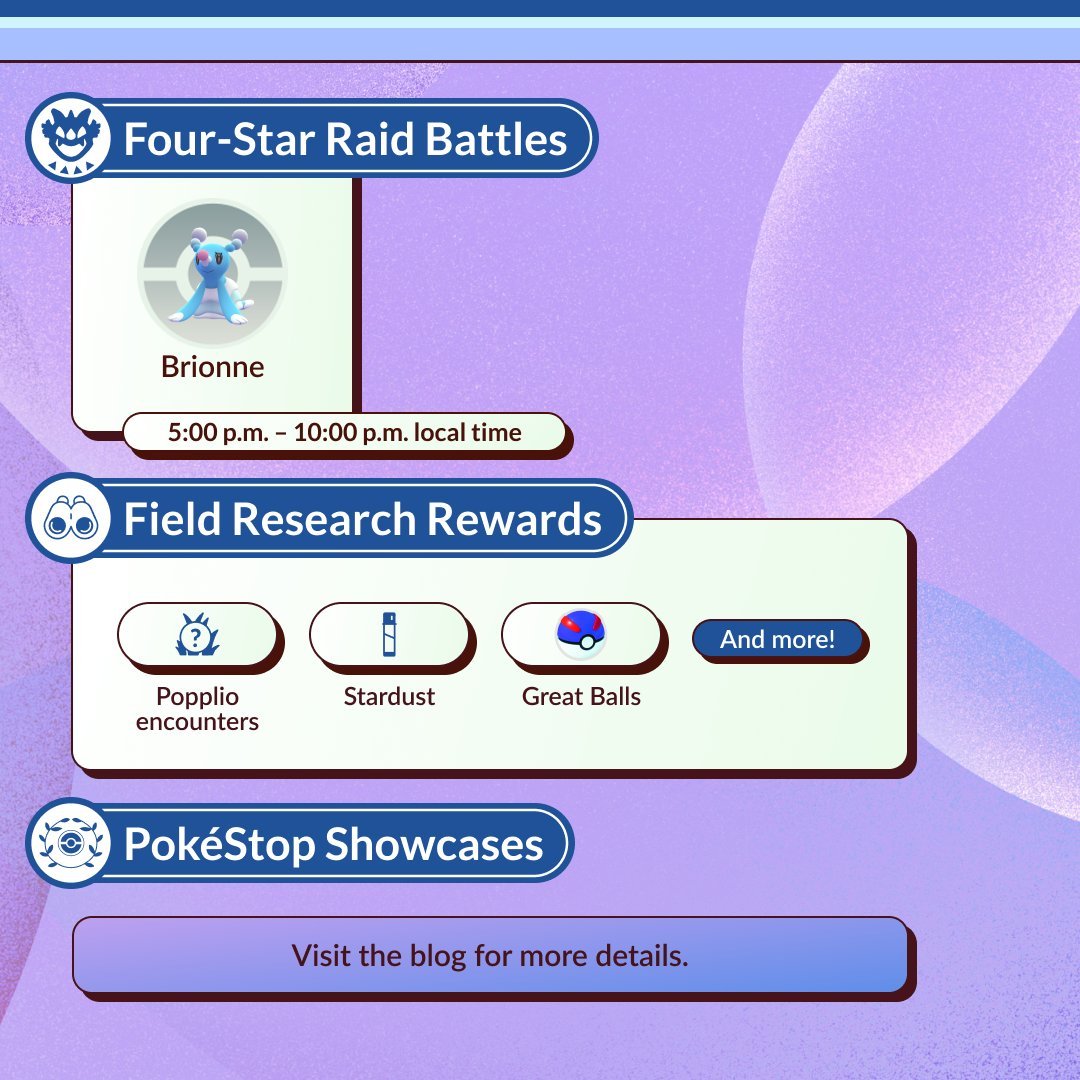 Four-Star Raid Battles
Brionne
5:00 p.m. – 10:00 p.m. local time
Field Research Rewards
?
Popplio
encounters
Stardust
Great Balls
And more!
PokéStop Showcases
Visit the blog for more details.